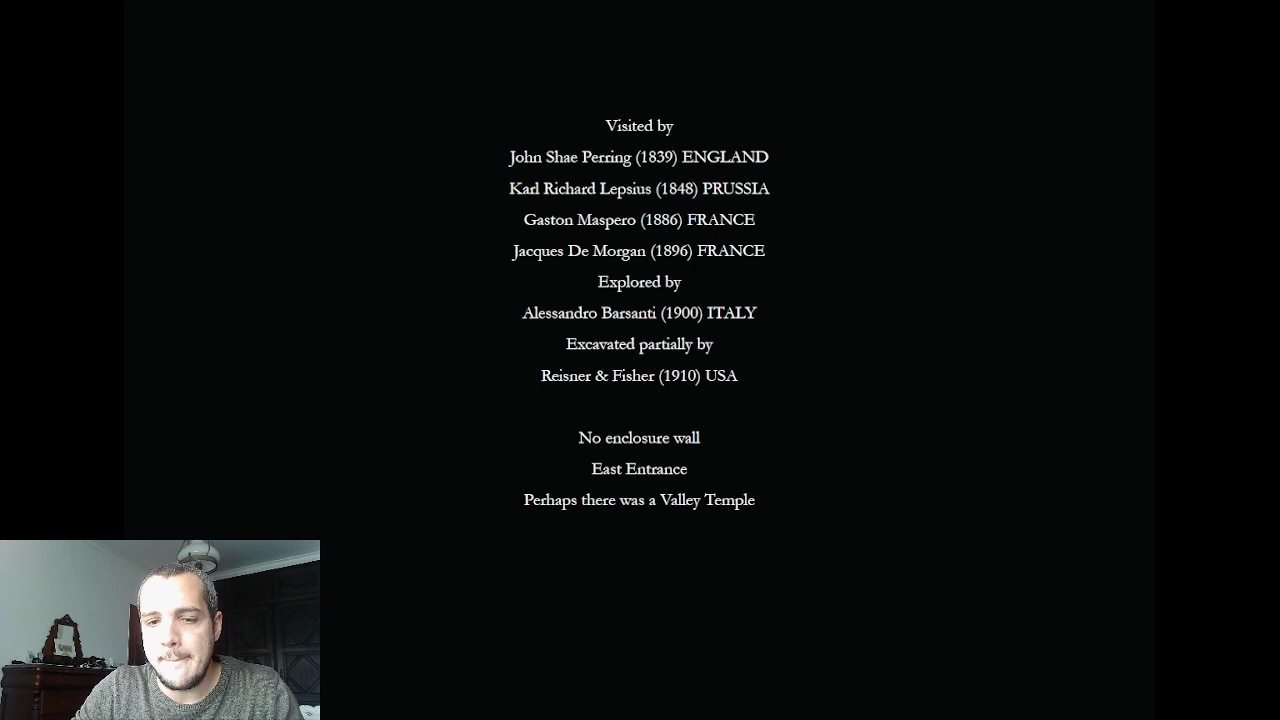 Visited by
John Shae Perring (1839) ENGLAND
Karl Richard Lepsius (1848) PRUSSIA
Gaston Maspero (1886) FRANCE
Jacques De Morgan (1896) FRANCE
Explored by
Alessandro Barsanti (1900) ITALY
Excavated partially by
Reisner & Fisher (1910) USA
No enclosure wall
East Entrance
Perhaps there was a Valley Temple